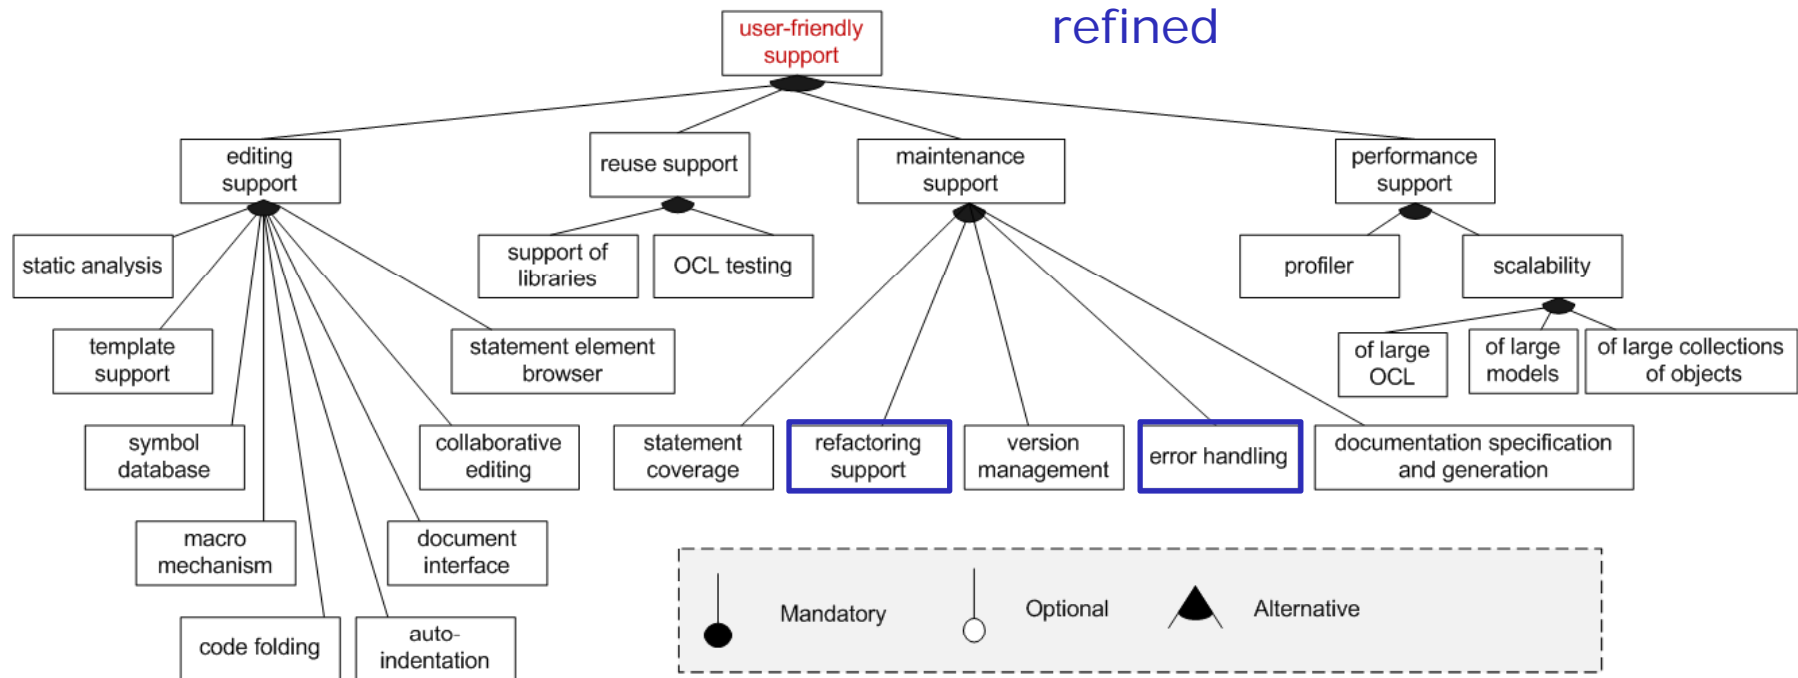 refined
user-friendly
support
editing
support
reuse support
maintenance
support
performance
support
static analysis
support of
libraries
OCL testing
profiler
scalability
template
support
statement element
browser
of large
OCL
of large
models
of large collections
of objects
symbol
database
collaborative
editing
statement
coverage
refactoring
support
version
management
error handling
documentation specification
and generation
macro
mechanism
document
interface
code folding
auto-
indentation
Mandatory
Optional
Alternative